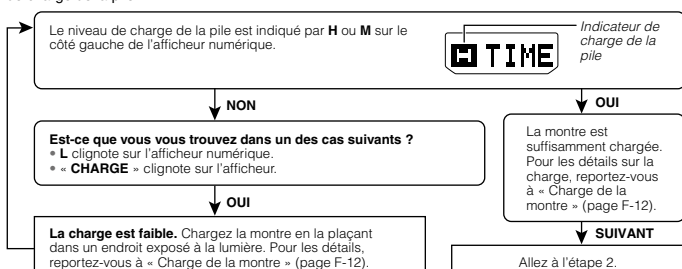 Le niveau de charge de la pile est indiqué par H ou M sur le
côté gauche de l'afficheur numérique.
H TIME
Indicateur de
charge de la
pile
NON
OUI
Est-ce que vous vous trouvez dans un des cas suivants ?
• L clignote sur l'afficheur numérique.
• « CHARGE » clignote sur l'afficheur.
La montre est
suffisamment chargée.
Pour les détails sur la
charge, reportez-vous
à « Charge de la
montre » (page F-12).
OUI
SUIVANT
La charge est faible. Chargez la montre en la plaçant
dans un endroit exposé à la lumière. Pour les détails,
reportez-vous à « Charge de la montre » (page F-12).
Allez à l'étape 2.